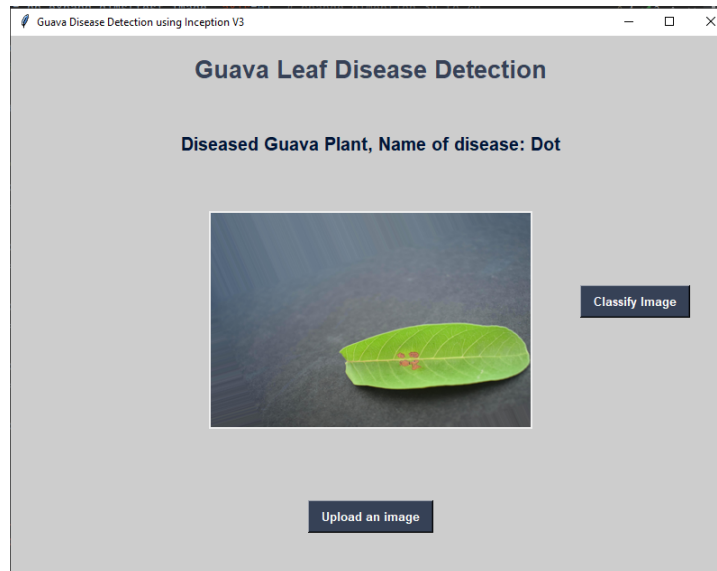 Guava Disease Detection using Inception V3
Guava Leaf Disease Detection
Diseased Guava Plant, Name of disease: Dot
Classify Image
Upload an image